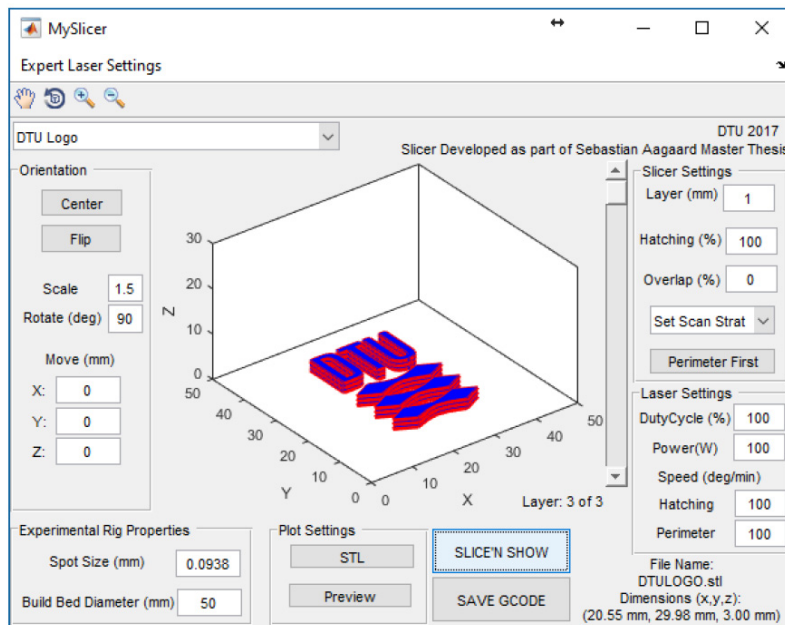 MySlicer
Expert Laser Settings
DTU Logo
DTU 2017
Slicer Developed as part of Sebastian Aagaard Master Thesis
Orientation
Center
Flip
Scale 1.5
Rotate (deg) 90
Move (mm)
X: 0
Y: 0
Z: 0
30
20
10
0
Z
50
40
30
20
10
0
Y
0
10
20
30
40
50
X
DTU
Layer: 3 of 3
Slicer Settings
Layer (mm) 1
Hatching (%) 100
Overlap (%) 0
Set Scan Strat
Perimeter First
Laser Settings
DutyCycle (%) 100
Power(W) 100
Speed (deg/min)
Hatching 100
Perimeter 100
Experimental Rig Properties
Spot Size (mm) 0.0938
Build Bed Diameter (mm) 50
Plot Settings
STL
Preview
SLICE'N SHOW
SAVE GCODE
File Name:
DTULOGO.stl
Dimensions (x,y,z):
(20.55 mm, 29.98 mm, 3.00 mm)